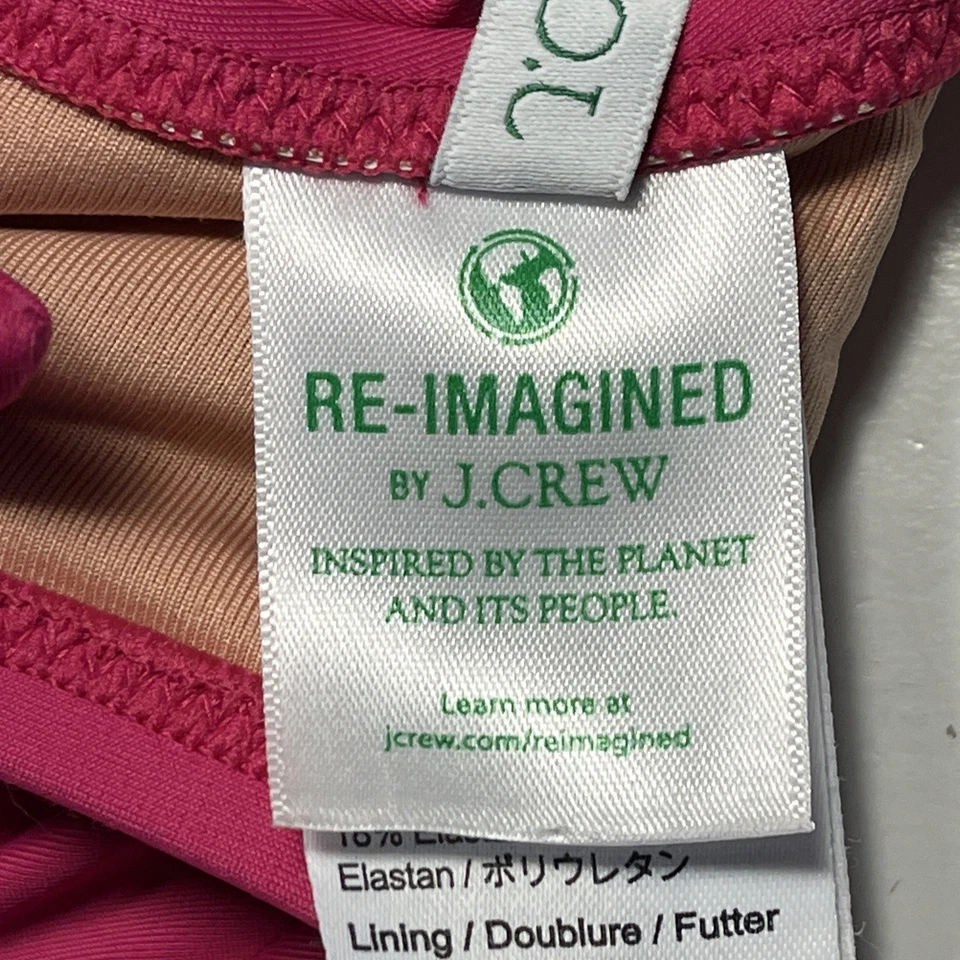 J.C
RE-IMAGINED
BY J.CREW
INSPIRED BY THE PLANET
AND ITS PEOPLE.
Learn more at
jcrew.com/reimagined
Elastan / ポリウレタン
Lining / Doublure / Futter